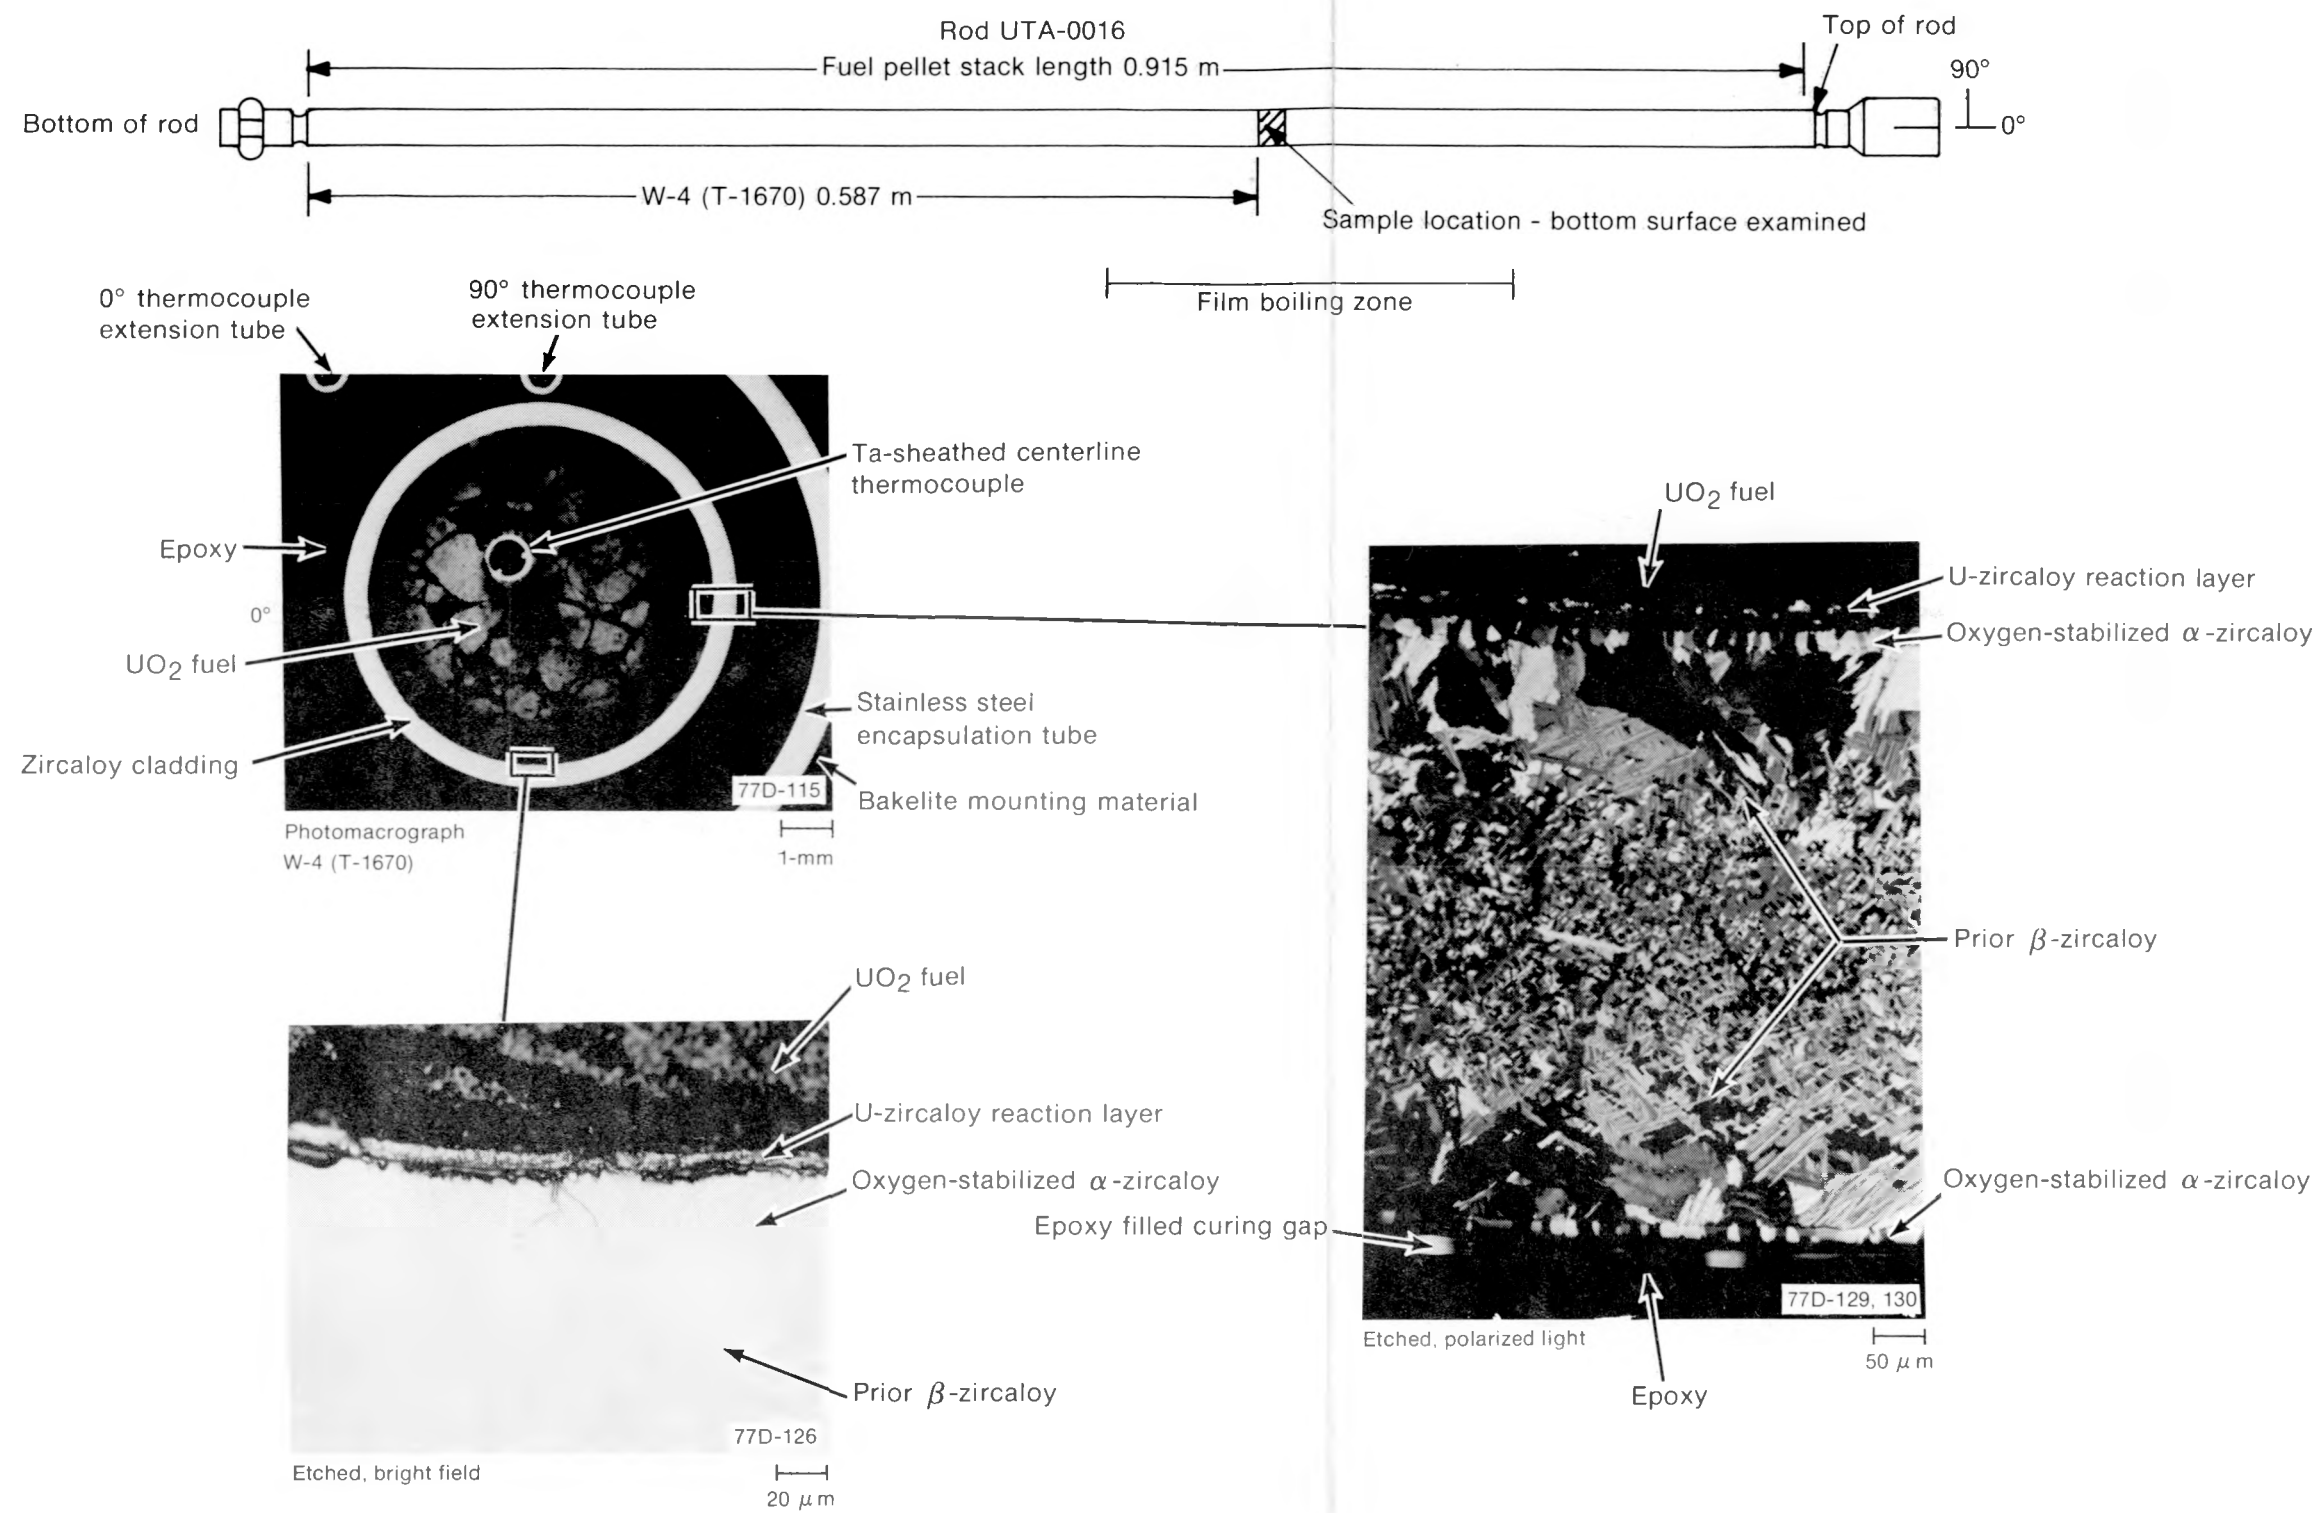 Rod UTA-0016
Top of rod
Fuel pellet stack length 0.915 m
90°
Bottom of rod
0°
W-4 (T-1670) 0.587 m
Sample location - bottom surface examined
Film boiling zone
0° thermocouple
extension tube
90° thermocouple
extension tube
Ta-sheathed centerline
thermocouple
Epoxy
0°
UO₂ fuel
Zircaloy cladding
Stainless steel
encapsulation tube
Bakelite mounting material
77D-115
Photomacrograph
W-4 (T-1670)
1-mm
UO₂ fuel
U-zircaloy reaction layer
Oxygen-stabilized α-zircaloy
Prior β-zircaloy
77D-126
Etched, bright field
20 μm
UO₂ fuel
U-zircaloy reaction layer
Oxygen-stabilized α-zircaloy
Prior β-zircaloy
Oxygen-stabilized α-zircaloy
Epoxy filled curing gap
77D-129, 130
Etched, polarized light
50 μm
Epoxy